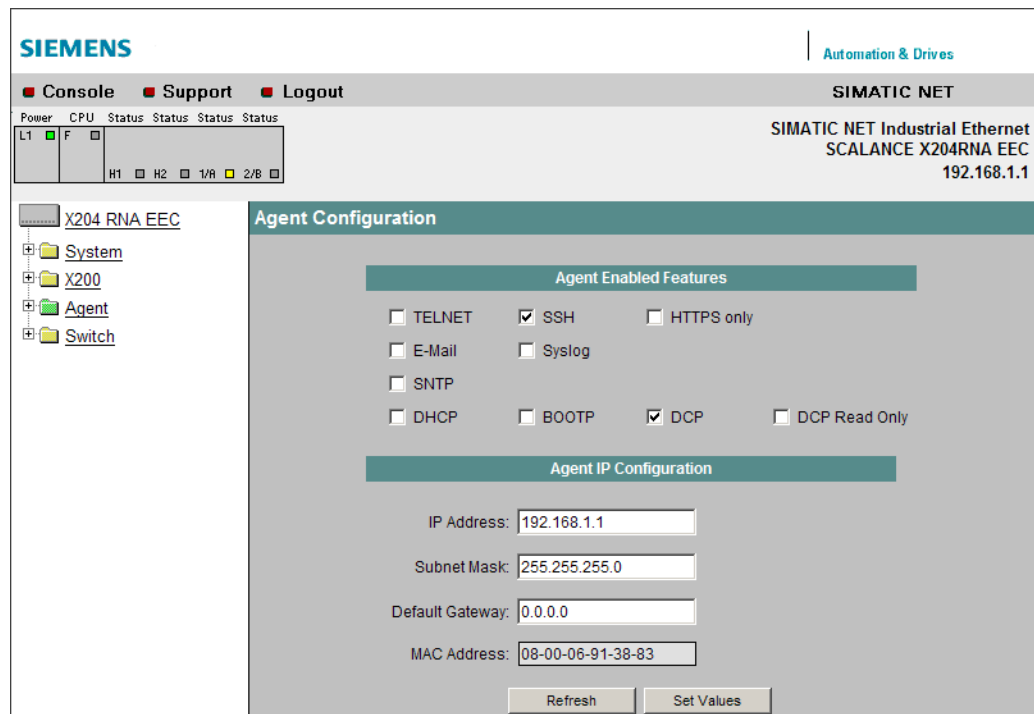 SIEMENS
Automation & Drives
Console Support Logout SIMATIC NET
Power CPU Status Status Status Status
L1 F
H1 H2 1/A 2/B
SIMATIC NET Industrial Ethernet
SCALANCE X204RNA EEC
192.168.1.1
X204 RNA EEC
System
X200
Agent
Switch
Agent Configuration
Agent Enabled Features
TELNET SSH HTTPS only
E-Mail Syslog
SNTP
DHCP BOOTP DCP DCP Read Only
Agent IP Configuration
IP Address: 192.168.1.1
Subnet Mask: 255.255.255.0
Default Gateway: 0.0.0.0
MAC Address: 08-00-06-91-38-83
Refresh Set Values